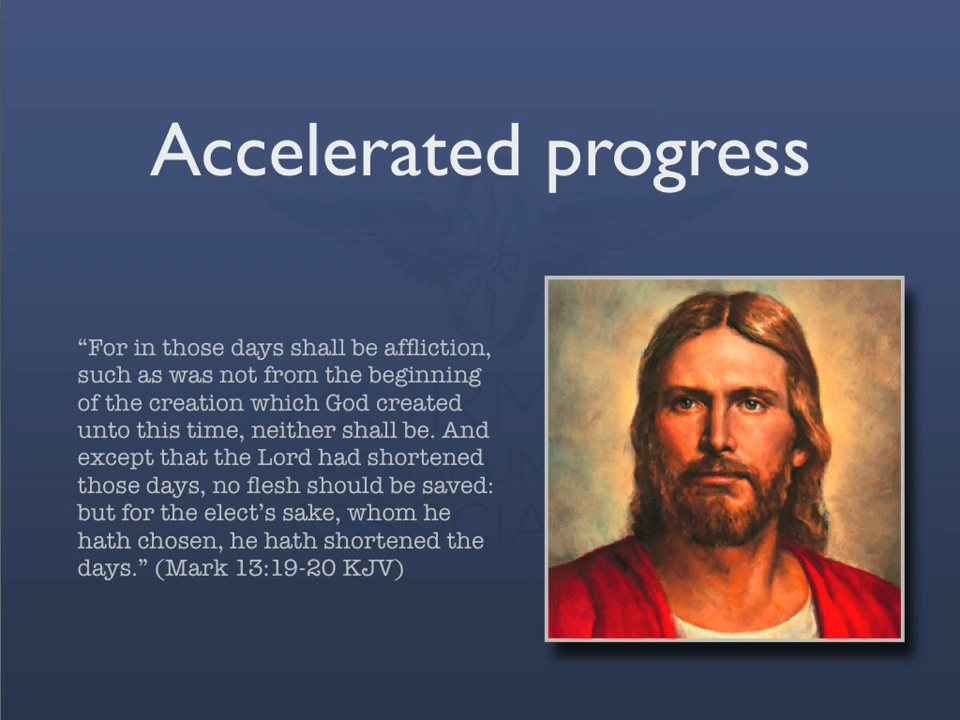 Accelerated progress
“For in those days shall be affliction,
such as was not from the beginning
of the creation which God created
unto this time, neither shall be. And
except that the Lord had shortened
those days, no flesh should be saved:
but for the elect’s sake, whom he
hath chosen, he hath shortened the
days.” (Mark 13:19-20 KJV)